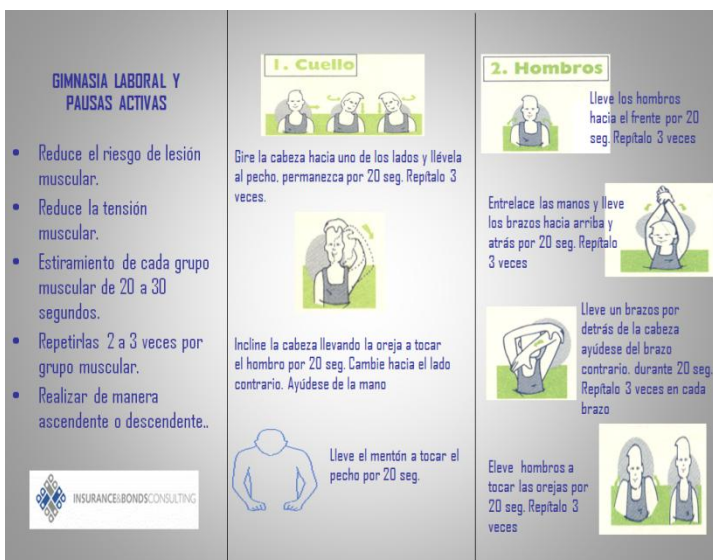 GIMNASIA LABORAL Y
PAUSAS ACTIVAS
• Reduce el riesgo de lesión
muscular.
• Reduce la tensión
muscular.
• Estiramiento de cada grupo
muscular de 20 a 30
segundos.
• Repetirlas 2 a 3 veces por
grupo muscular.
• Realizar de manera
ascendente o descendente..
INSURANCE&BONDSCONSULTING
1. Cuello
Gire la cabeza hacia uno de los lados y llévela
al pecho, permanezca por 20 seg. Repítalo 3
veces.
Incline la cabeza llevando la oreja a tocar
el hombro por 20 seg. Cambie hacia el lado
contrario. Ayúdese de la mano
Lleve el mentón a tocar el
pecho por 20 seg.
2. Hombros
Lleve los hombros
hacia el frente por 20
seg. Repítalo 3 veces
Entrelace las manos y lleve
los brazos hacia arriba y
atrás por 20 seg. Repítalo
3 veces
Lleve un brazos por
detrás de la cabeza
ayúdese del brazo
contrario. durante 20 seg.
Repítalo 3 veces en cada
brazo
Eleve hombros a
tocar las orejas por
20 seg. Repítalo 3
veces